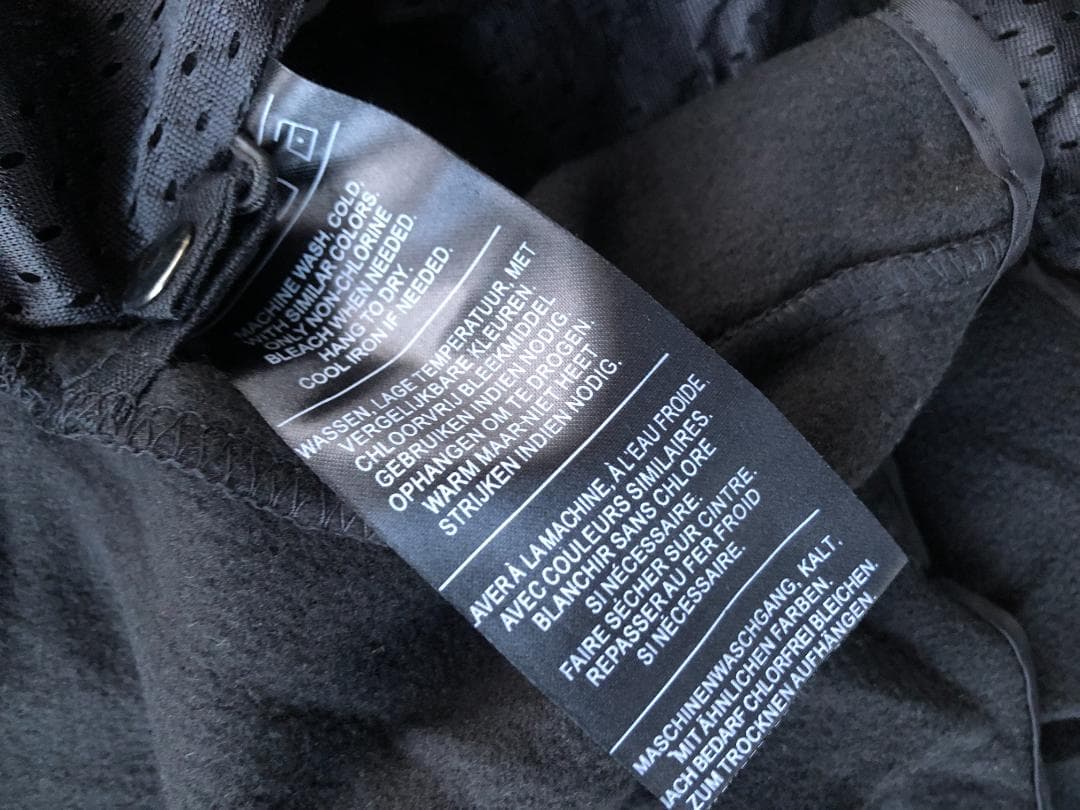 MACHINE WASH, COLD.
WITH SIMILAR COLORS.
ONLY NON-CHLORINE
BLEACH WHEN NEEDED.
HANG TO DRY.
COOL IRON IF NEEDED.
WASSEN, LAGE TEMPERATUUR, MET
VERGELIJKBARE KLEUREN.
CHLOORVRIJ BLEEKMIDDEL
GEBRUIKEN INDIEN NODIG.
OPHANGEN OM TE DROGEN.
WARM MAAR NIET HEET
STRIJKEN INDIEN NODIG.
LAVER À LA MACHINE, À L'EAU FROIDE,
AVEC COULEURS SIMILAIRES.
BLANCHIR SANS CHLORE
SI NÉCESSAIRE.
FAIRE SÉCHER SUR CINTRE.
REPASSER AU FER FROID
SI NÉCESSAIRE.
MASCHINENWASCHGANG, KALT,
MIT ÄHNLICHEN FARBEN.
NACH BEDARF CHLORFREI BLEICHEN.
ZUM TROCKNEN AUFHÄNGEN.